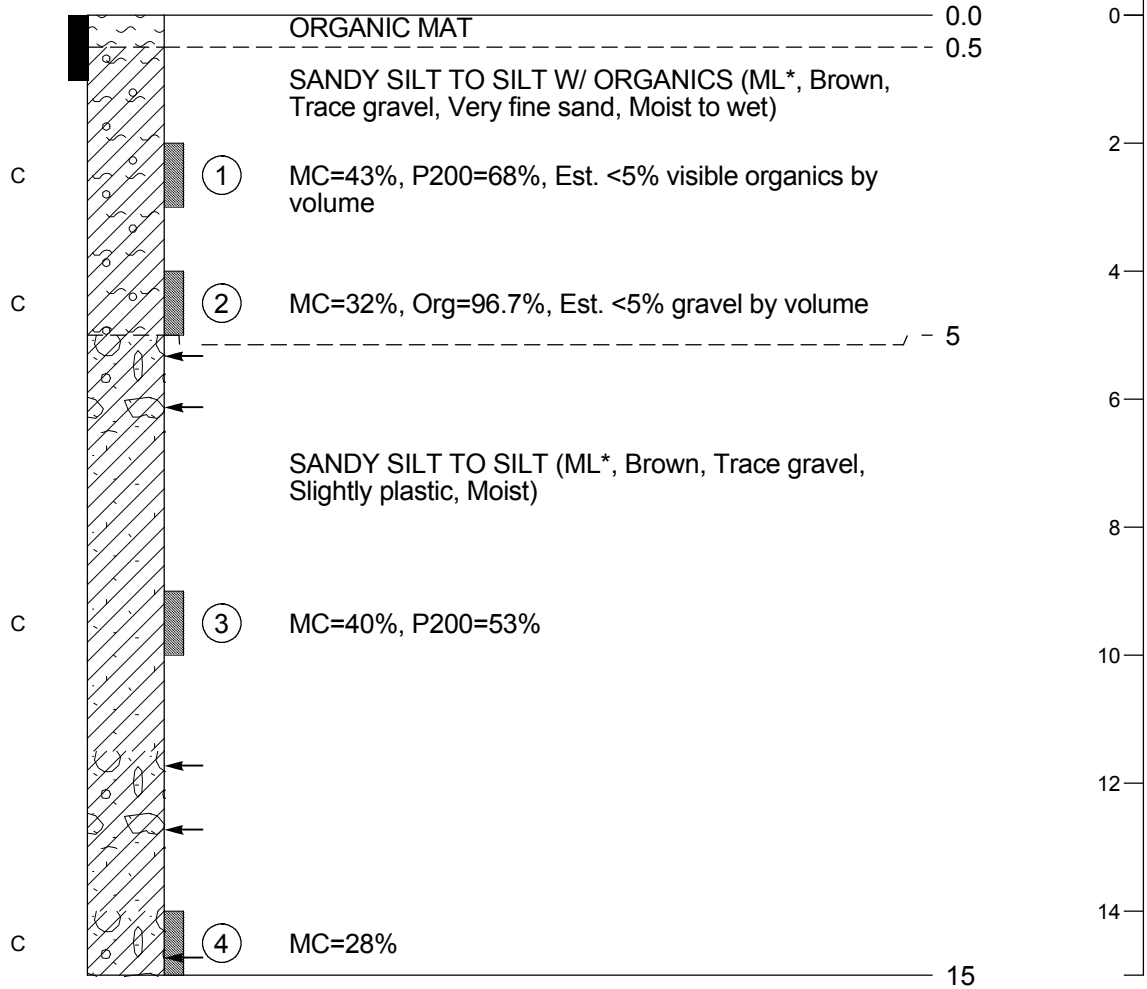 0.0
0
ORGANIC MAT
0.5
SANDY SILT TO SILT W/ ORGANICS (ML*, Brown,
Trace gravel, Very fine sand, Moist to wet)
2
C
1
MC=43%, P200=68%, Est. <5% visible organics by
volume
4
C
2
MC=32%, Org=96.7%, Est. <5% gravel by volume
5
6
SANDY SILT TO SILT (ML*, Brown, Trace gravel,
Slightly plastic, Moist)
8
C
3
MC=40%, P200=53%
10
12
14
C
4
MC=28%
15